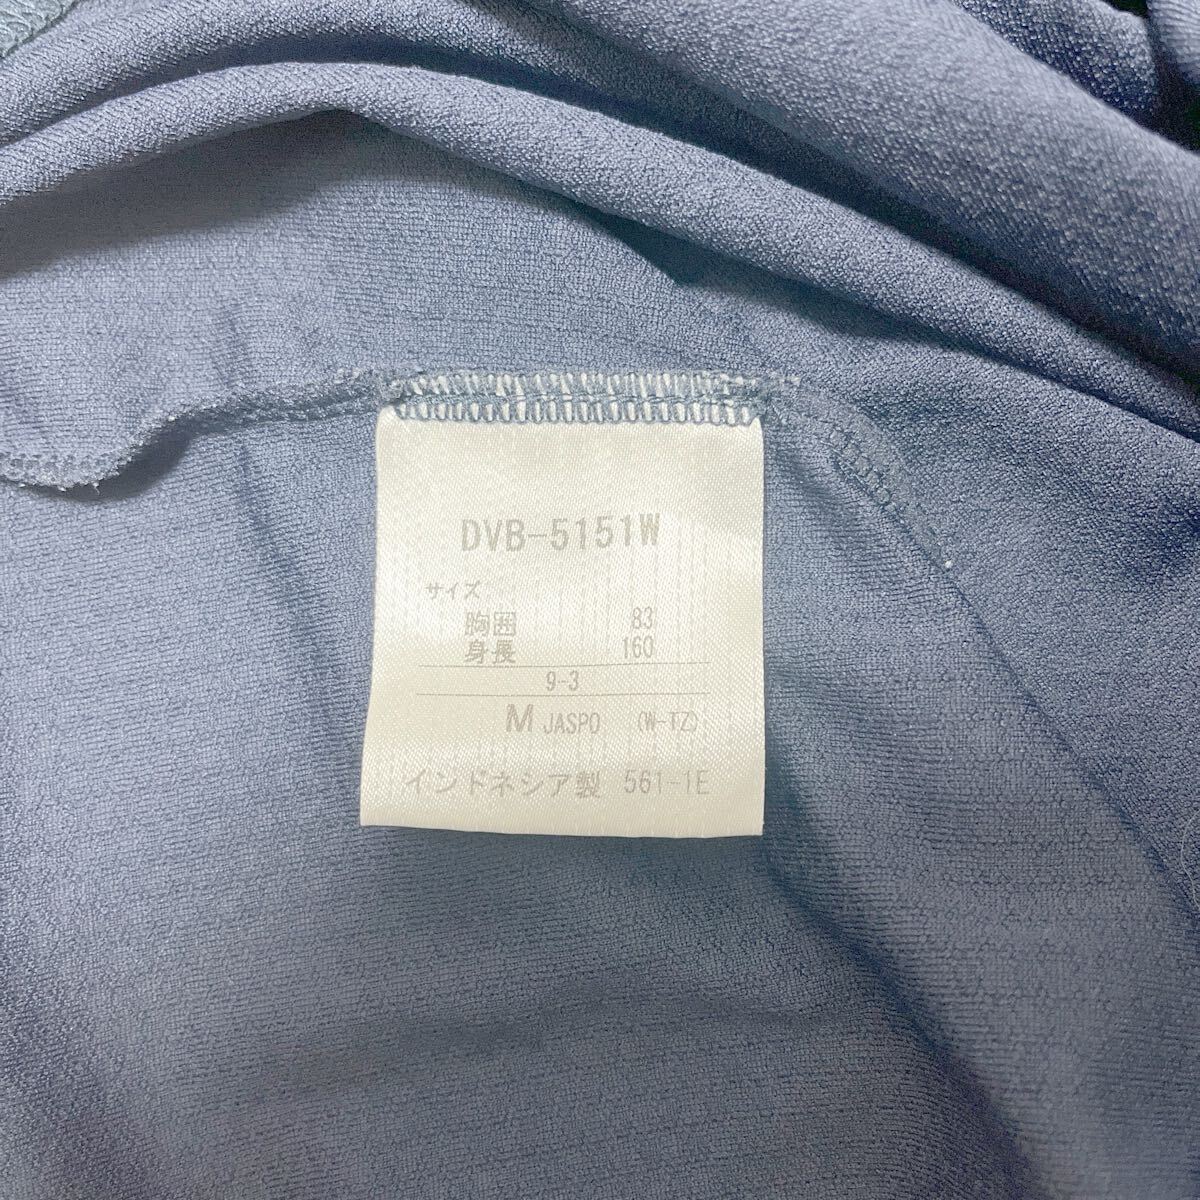 DVB-5151W
サイズ
胸囲 83
身長 160
9-3
M JASPO (W-TZ)
インドネシア製 561-1E